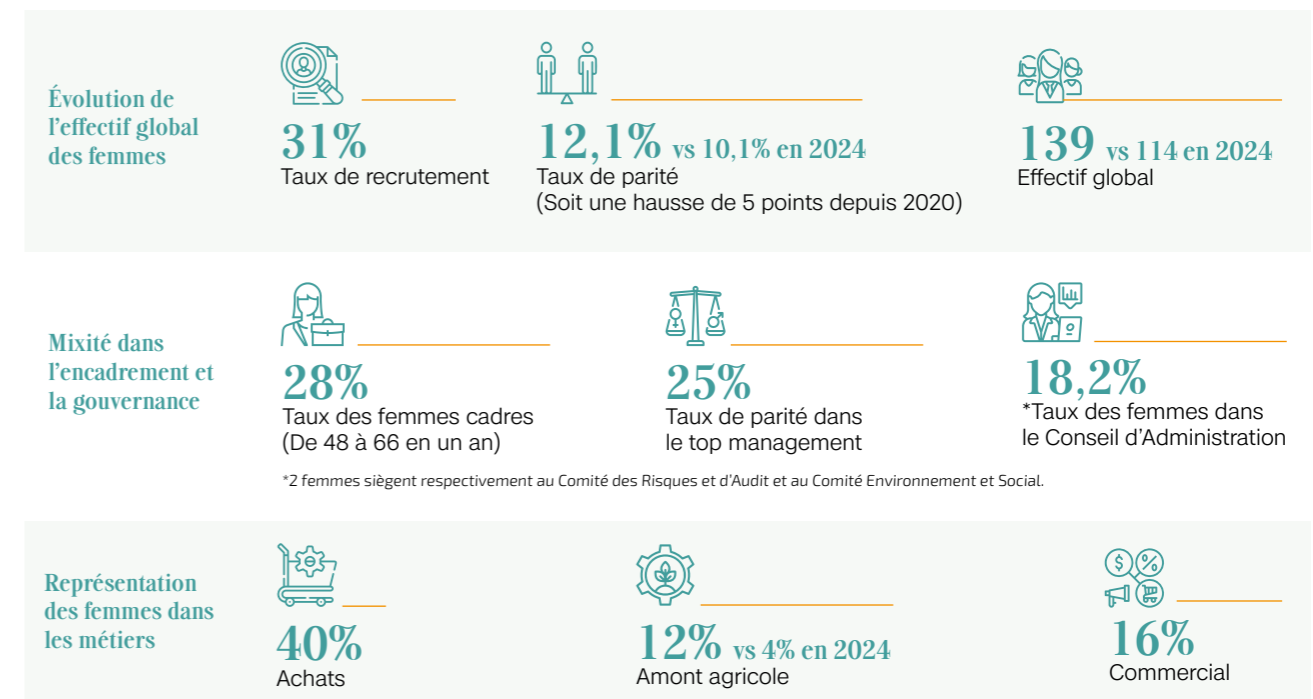 Évolution de
l'effectif global
des femmes
31%
Taux de recrutement
12,1% vs 10,1% en 2024
Taux de parité
(Soit une hausse de 5 points depuis 2020)
139 vs 114 en 2024
Effectif global
Mixité dans
l'encadrement et
la gouvernance
28%
Taux des femmes cadres
(De 48 à 66 en un an)
25%
Taux de parité dans
le top management
18,2%
*Taux des femmes dans
le Conseil d'Administration
*2 femmes siègent respectivement au Comité des Risques et d'Audit et au Comité Environnement et Social.
Représentation
des femmes dans
les métiers
40%
Achats
12% vs 4% en 2024
Amont agricole
$ %
16%
Commercial